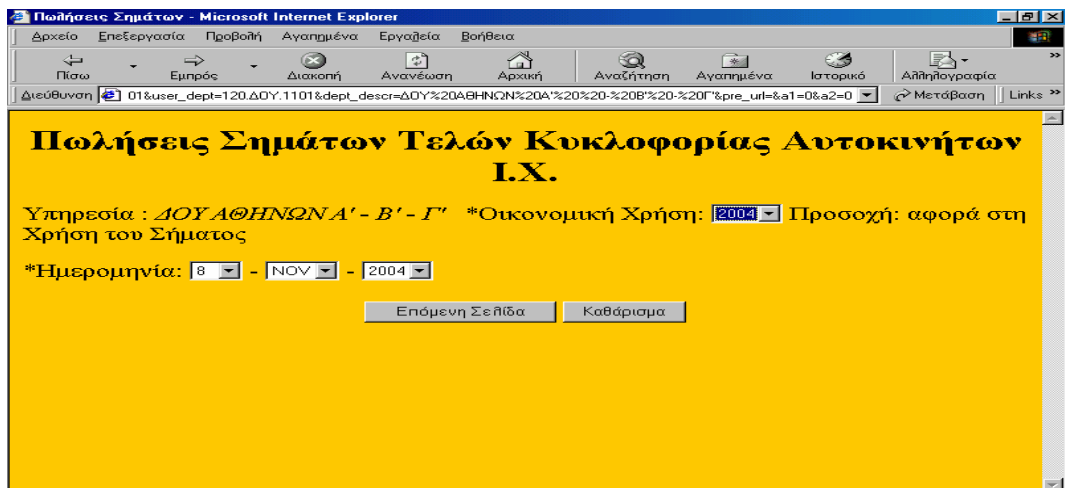 Πωλήσεις Σημάτων - Microsoft Internet Explorer
Αρχείο Επεξεργασία Προβολή Αγαπημένα Εργαλεία Βοήθεια
Πίσω Εμπρός Διακοπή Ανανέωση Αρχική Αναζήτηση Αγαπημένα Ιστορικό Αλληλογραφία »
Διεύθυνση 01&user_dept=120.ΔΟΥ.1101&dept_descr=ΔΟΥ%20ΑΘΗΝΩΝ%20Α'%20%20-%20Β'%20-%20Γ'&pre_url=&a1=0&a2=0 Μετάβαση Links »
Πωλήσεις Σημάτων Τελών Κυκλοφορίας Αυτοκινήτων
Ι.Χ.
Υπηρεσία : ΔΟΥ ΑΘΗΝΩΝ Α' - Β' - Γ' *Οικονομική Χρήση: 2004 Προσοχή: αφορά στη
Χρήση του Σήματος
*Ημερομηνία: 8 - NOV - 2004
Επόμενη Σελίδα Καθάρισμα